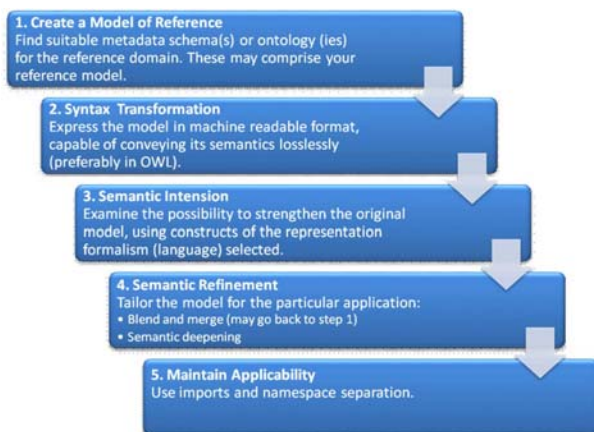 1. Create a Model of Reference
Find suitable metadata schema(s) or ontology (ies)
for the reference domain. These may comprise your
reference model.
2. Syntax Transformation
Express the model in machine readable format,
capable of conveying its semantics losslessly
(preferably in OWL).
3. Semantic Intension
Examine the possibility to strengthen the original
model, using constructs of the representation
formalism (language) selected.
4. Semantic Refinement
Tailor the model for the particular application:
• Blend and merge (may go back to step 1)
• Semantic deepening
5. Maintain Applicability
Use imports and namespace separation.